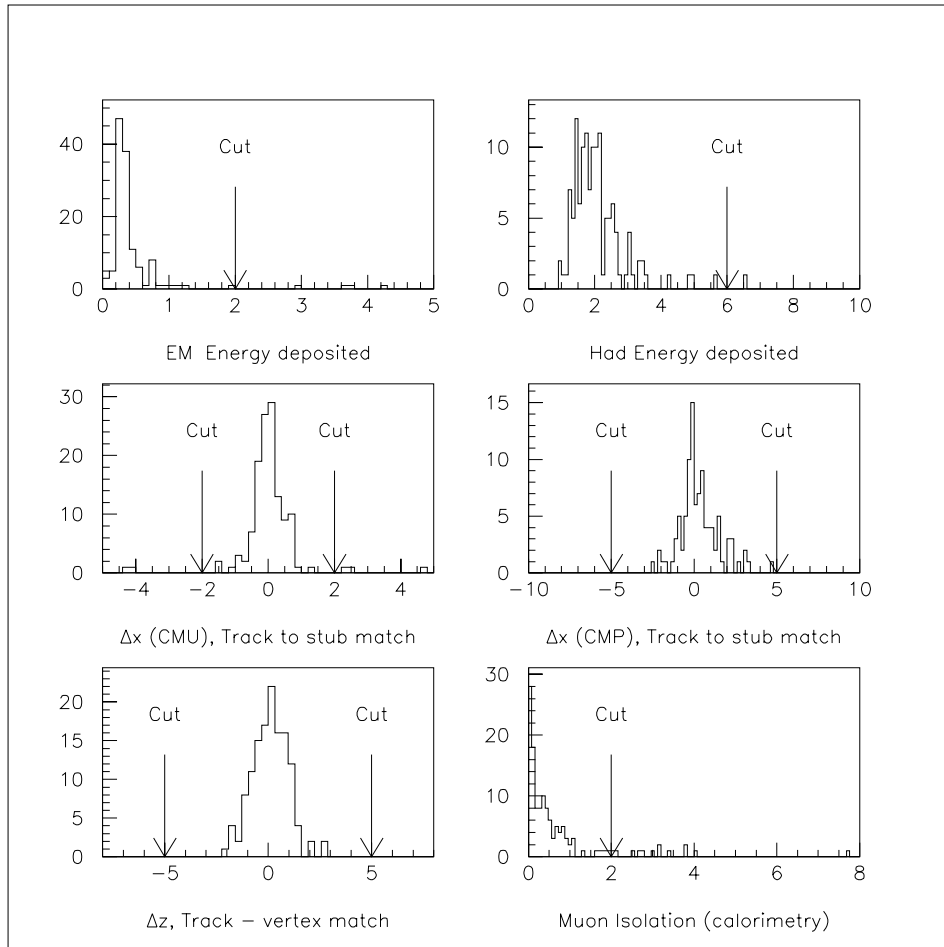 40
20
0
0 1 2 3 4 5
Cut
EM Energy deposited
10
5
0
0 2 4 6 8 10
Cut
Had Energy deposited
30
20
10
0
−4 −2 0 2 4
Cut Cut
Δx (CMU), Track to stub match
15
10
5
0
−10 −5 0 5 10
Cut Cut
Δx (CMP), Track to stub match
20
15
10
5
0
−5 0 5
Cut Cut
Δz, Track − vertex match
30
20
10
0
0 2 4 6 8
Cut
Muon Isolation (calorimetry)